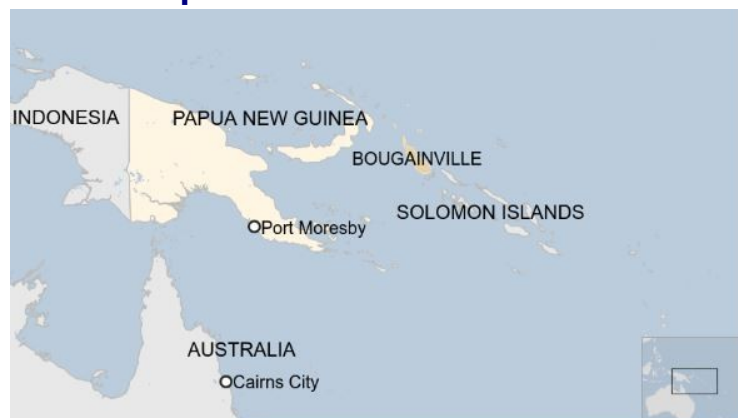 INDONESIA
PAPUA NEW GUINEA
BOUGAINVILLE
SOLOMON ISLANDS
Port Moresby
AUSTRALIA
Cairns City